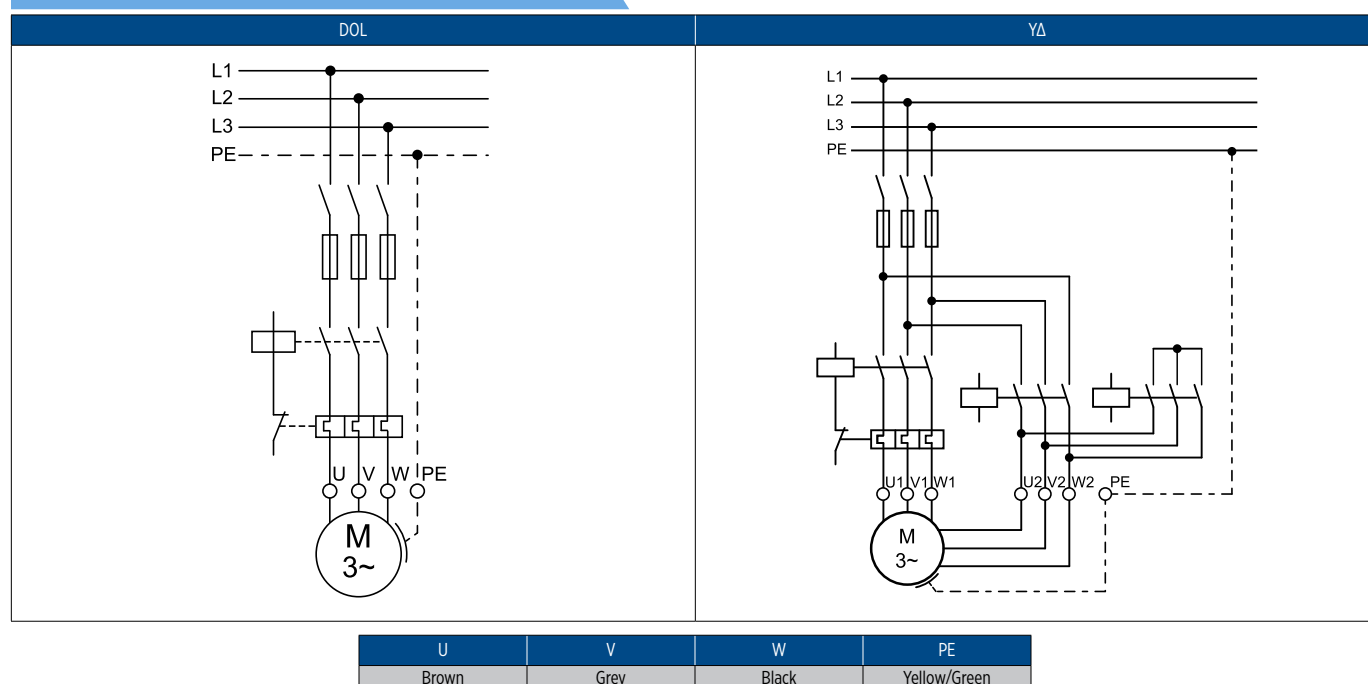 DOL
YΔ
L1
L2
L3
PE
U V W PE
M
3~
L1
L2
L3
PE
U1 V1 W1 U2 V2 W2 PE
M
3~
U V W PE
Brown Grey Black Yellow/Green